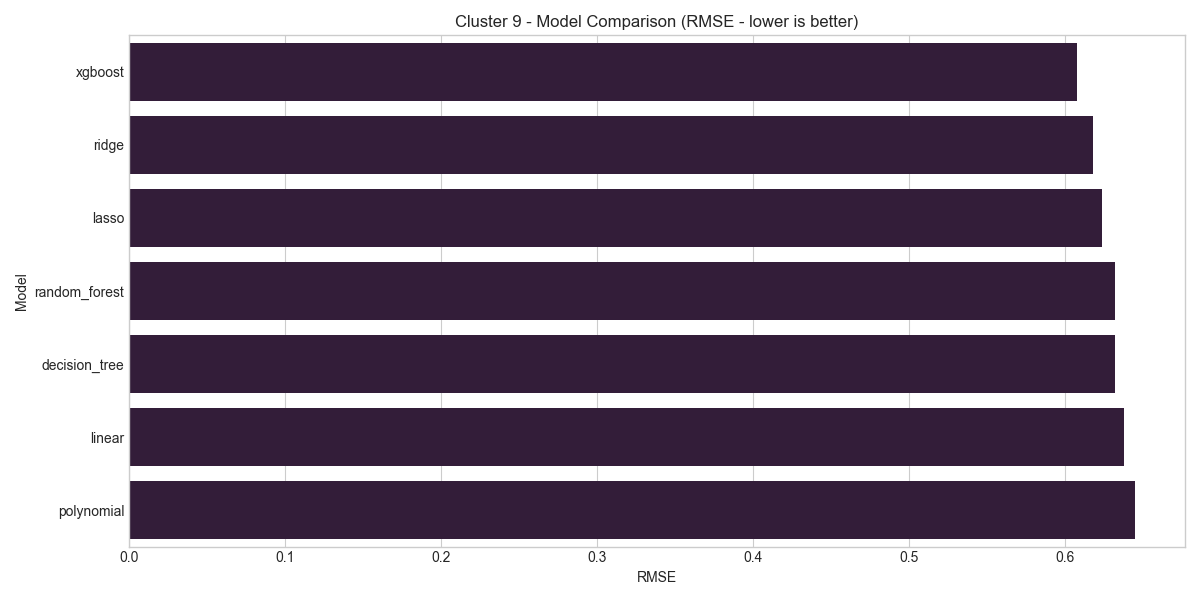 Cluster 9 - Model Comparison (RMSE - lower is better)
Model
xgboost
ridge
lasso
random_forest
decision_tree
linear
polynomial
0.0 0.1 0.2 0.3 0.4 0.5 0.6
RMSE